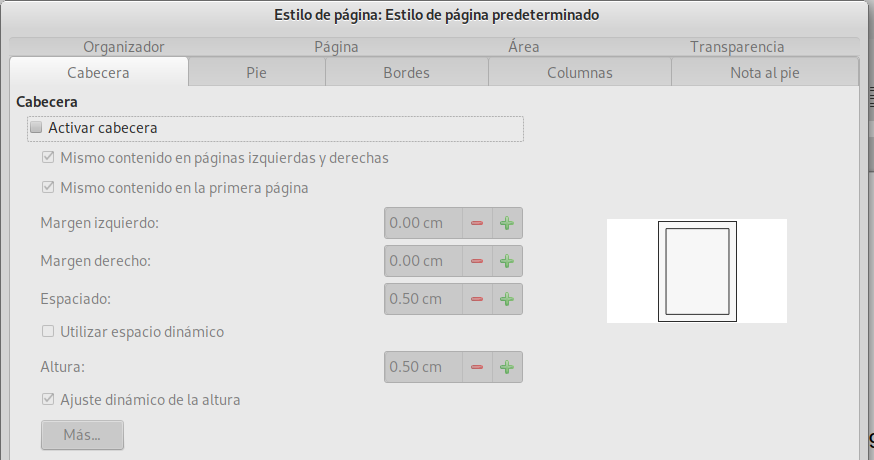 Estilo de página: Estilo de página predeterminado
Organizador Página Área Transparencia
Cabecera Pie Bordes Columnas Nota al pie
Cabecera
Activar cabecera
Mismo contenido en páginas izquierdas y derechas
Mismo contenido en la primera página
Margen izquierdo: 0.00 cm
Margen derecho: 0.00 cm
Espaciado: 0.50 cm
Utilizar espacio dinámico
Altura: 0.50 cm
Ajuste dinámico de la altura
Más...